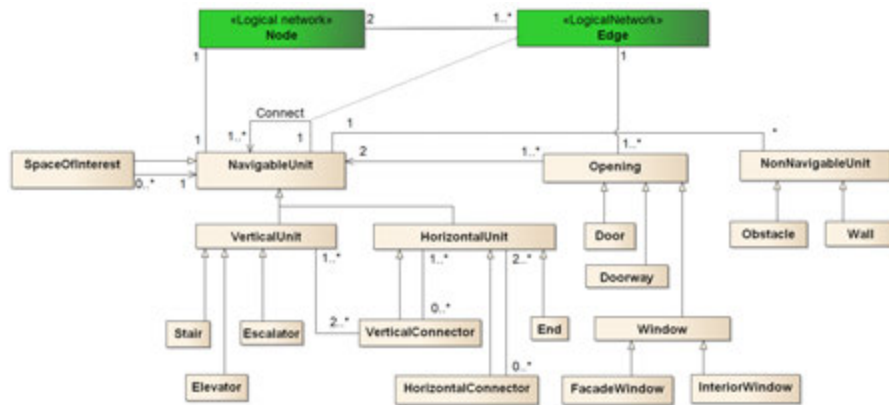 «Logical network»
Node
2
1..*
«LogicalNetwork»
Edge
1
1
Connect
1..*
1
1
1
*
1..*
1..*
2
SpaceOfInterest
0..*
1
NavigableUnit
Opening
NonNavigableUnit
VerticalUnit
HorizontalUnit
Door
Obstacle
Wall
1..*
1..*
2..*
Doorway
Stair
Escalator
2..*
0..*
VerticalConnector
End
Window
Elevator
0..*
HorizontalConnector
FacadeWindow
InteriorWindow